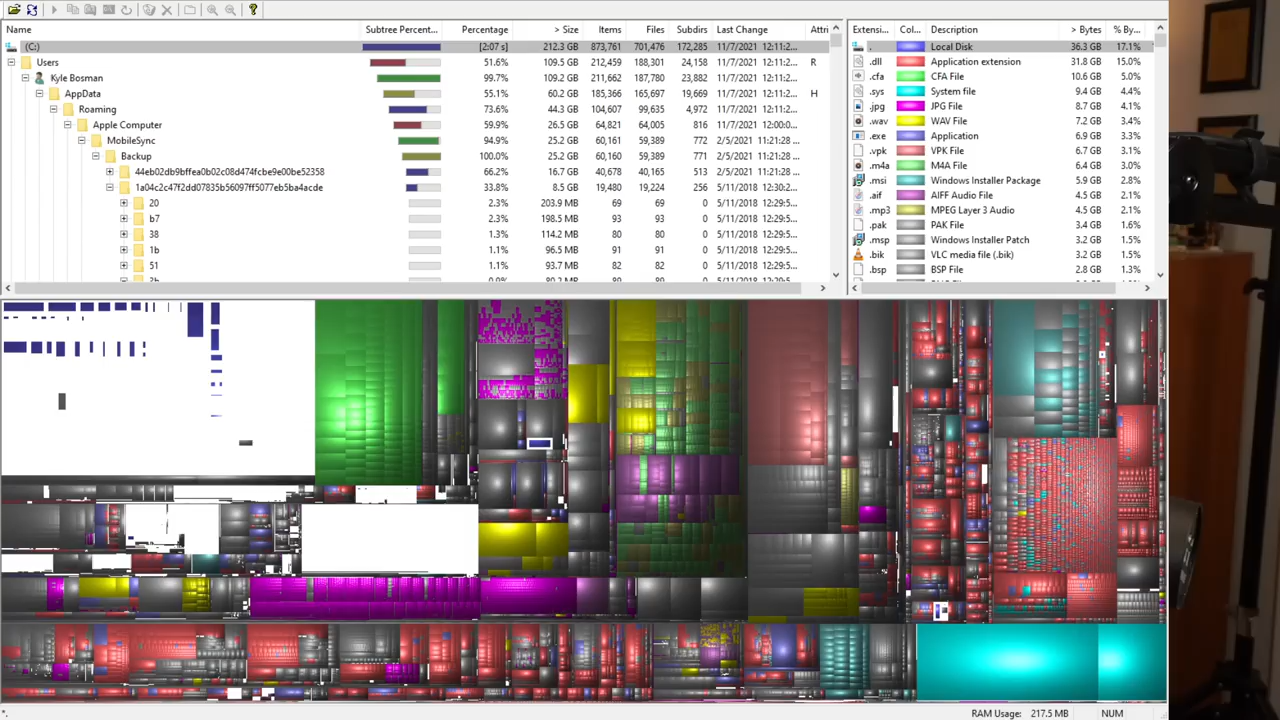 Name Subtree Percent... Percentage > Size Items Files Subdirs Last Change Attri
(C:) [2:07 s] 212.3 GB 873,761 701,476 172,285 11/7/2021 12:11:2...
Users 51.6% 109.5 GB 212,459 188,301 24,158 11/7/2021 12:11:2... R
Kyle Bosman 99.7% 109.2 GB 211,662 187,780 23,882 11/7/2021 12:11:2...
AppData 55.1% 60.2 GB 185,366 165,697 19,669 11/7/2021 12:11:2... H
Roaming 73.6% 44.3 GB 104,607 99,635 4,972 11/7/2021 12:11:2...
Apple Computer 59.9% 26.5 GB 64,821 64,005 816 11/7/2021 12:00:0...
MobileSync 94.9% 25.2 GB 60,160 59,389 772 2/5/2021 11:21:28
Backup 100.0% 25.2 GB 60,160 59,389 771 2/5/2021 11:21:28
44eb02db9bffea0b02c08d474fcbe9e00be52358 66.2% 16.7 GB 40,678 40,165 513 2/5/2021 11:21:28
1a04c2c47f2dd07835b56097ff5077eb5ba4acde 33.8% 8.5 GB 19,480 19,224 256 5/11/2018 12:30:2...
20 2.3% 203.9 MB 69 69 0 5/11/2018 12:29:5...
b7 2.3% 198.5 MB 93 93 0 5/11/2018 12:29:5...
38 1.3% 114.2 MB 80 80 0 5/11/2018 12:29:5...
1b 1.1% 96.5 MB 91 91 0 5/11/2018 12:29:5...
51 1.1% 93.7 MB 82 82 0 5/11/2018 12:29:5...
Extensi... Col... Description > Bytes % By...
. Local Disk 36.3 GB 17.1%
.dll Application extension 31.8 GB 15.0%
.cfa CFA File 10.6 GB 5.0%
.sys System file 9.4 GB 4.4%
.jpg JPG File 8.7 GB 4.1%
.wav WAV File 7.2 GB 3.4%
.exe Application 6.9 GB 3.3%
.vpk VPK File 6.7 GB 3.1%
.m4a M4A File 6.4 GB 3.0%
.msi Windows Installer Package 5.9 GB 2.8%
.aif AIFF Audio File 4.5 GB 2.1%
.mp3 MPEG Layer 3 Audio 4.5 GB 2.1%
.pak PAK File 3.4 GB 1.6%
.msp Windows Installer Patch 3.2 GB 1.5%
.bik VLC media file (.bik) 3.2 GB 1.5%
.bsp BSP File 2.8 GB 1.3%
RAM Usage: 217.5 MB NUM